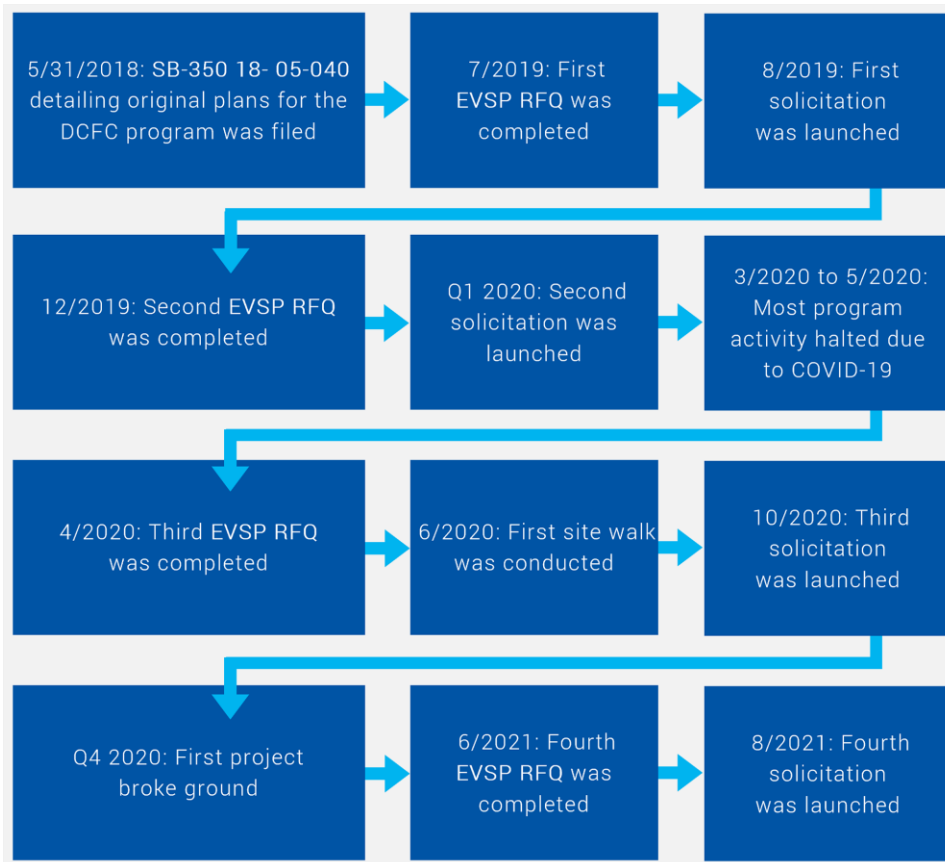 5/31/2018: SB-350 18- 05-040
detailing original plans for the
DCFC program was filed
7/2019: First
EVSP RFQ was
completed
8/2019: First
solicitation
was launched
12/2019: Second EVSP RFQ
was completed
Q1 2020: Second
solicitation was
launched
3/2020 to 5/2020:
Most program
activity halted due
to COVID-19
4/2020: Third EVSP RFQ
was completed
6/2020: First site walk
was conducted
10/2020: Third
solicitation
was launched
Q4 2020: First project
broke ground
6/2021: Fourth
EVSP RFQ was
completed
8/2021: Fourth
solicitation
was launched